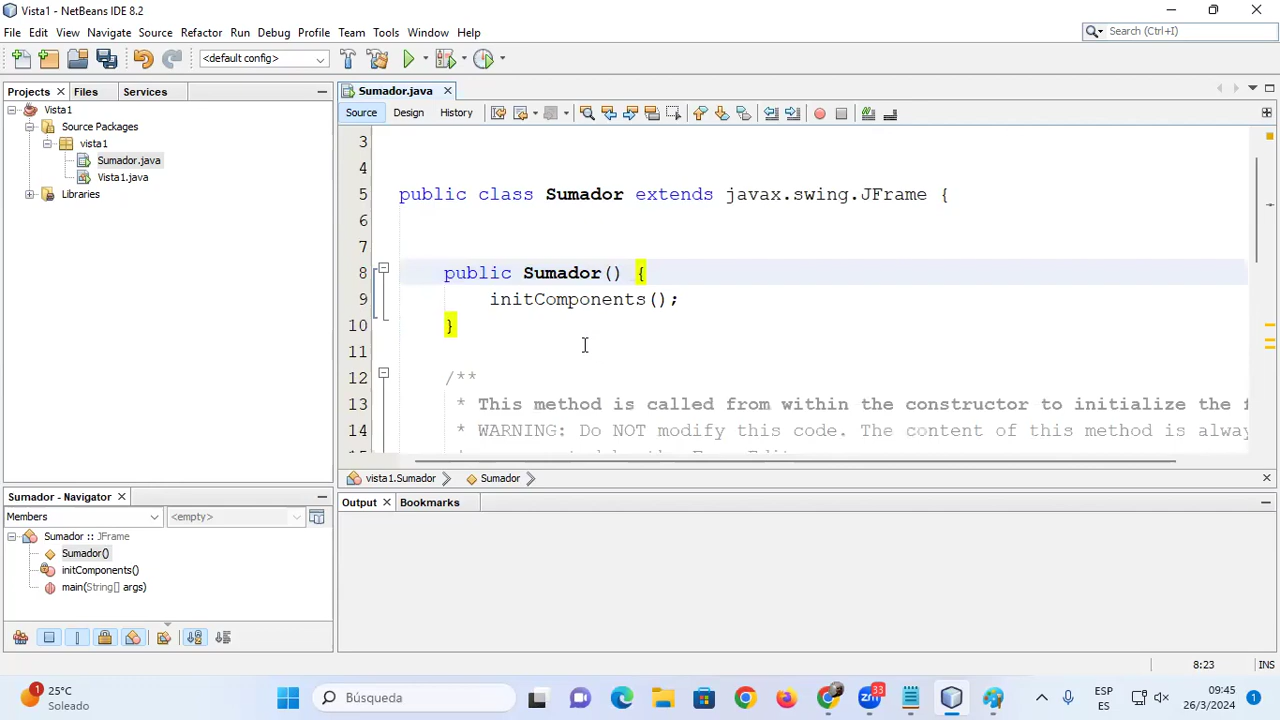 Vista1 - NetBeans IDE 8.2
File Edit View Navigate Source Refactor Run Debug Profile Team Tools Window Help
Search (Ctrl+I)
<default config>
Projects Files Services
Sumador.java
Vista1
Source Packages
vista1
Sumador.java
Vista1.java
Libraries
Source Design History
3
4
5 public class Sumador extends javax.swing.JFrame {
6
7
8 public Sumador() {
9 initComponents();
10 }
11
12 /**
13 * This method is called from within the constructor to initialize the f
14 * WARNING: Do NOT modify this code. The content of this method is alway
vista1.Sumador Sumador
Sumador - Navigator
Members <empty>
Sumador :: JFrame
Sumador()
initComponents()
main(String[] args)
Output Bookmarks
8:23 INS
1
25°C
Soleado
Búsqueda
33
ESP
ES
09:45
26/3/2024
1